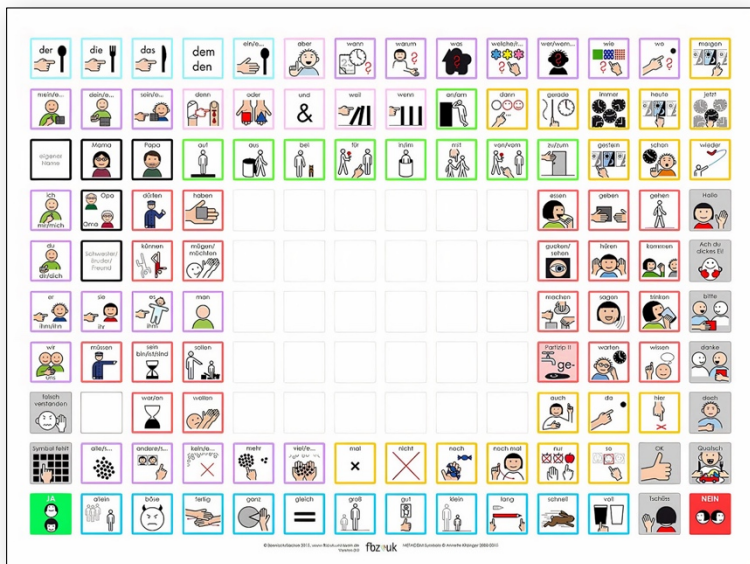 der die das dem den ein/e... aber wann warum was welche/r... wer/wem... wie wo morgen
mein/e... dein/e... sein/e... denn oder und weil wenn an/am dann gerade immer heute jetzt
&
eigener Name Mama Papa auf aus bei für in/im mit von/vom zu/zum gestern schon wieder
ich mich/mir Opa Oma dürfen haben essen geben gehen Hallo
du dir/dich Schwester/ Bruder/ Freund können mögen/ möchten gucken/ sehen hören kommen Ach du dickes Ei!
er ihm/ihn sie ihr es ihm man machen sagen trinken bitte
wir uns müssen sein bin/ist/sind sollen Partizip II ge- warten wissen danke
falsch verstanden war/en wollen auch da hier doch
Symbol fehlt alle/s... andere/s... kein/e... mehr viel/e... mal nicht noch noch mal nur so OK Quatsch
JA allein böse fertig ganz gleich groß gut klein lang schnell voll Tschüss NEIN
fbz-uk